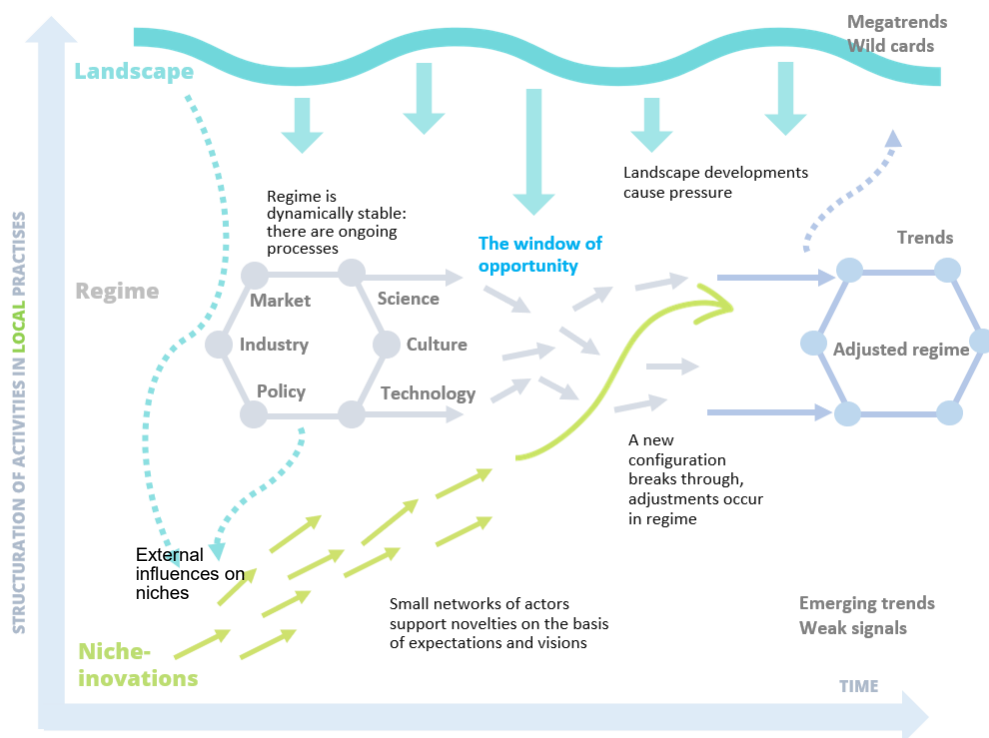 Megatrends
Wild cards
Landscape
Landscape developments
cause pressure
Regime is
dynamically stable:
there are ongoing
processes
The window of
opportunity
Trends
Regime
Market
Science
Industry
Culture
Adjusted regime
Policy
Technology
A new
configuration
breaks through,
adjustments occur
in regime
External
influences on
niches
Small networks of actors
support novelties on the basis
of expectations and visions
Emerging trends
Weak signals
Niche-
inovations
TIME
STRUCTURATION OF ACTIVITIES IN LOCAL PRACTISES